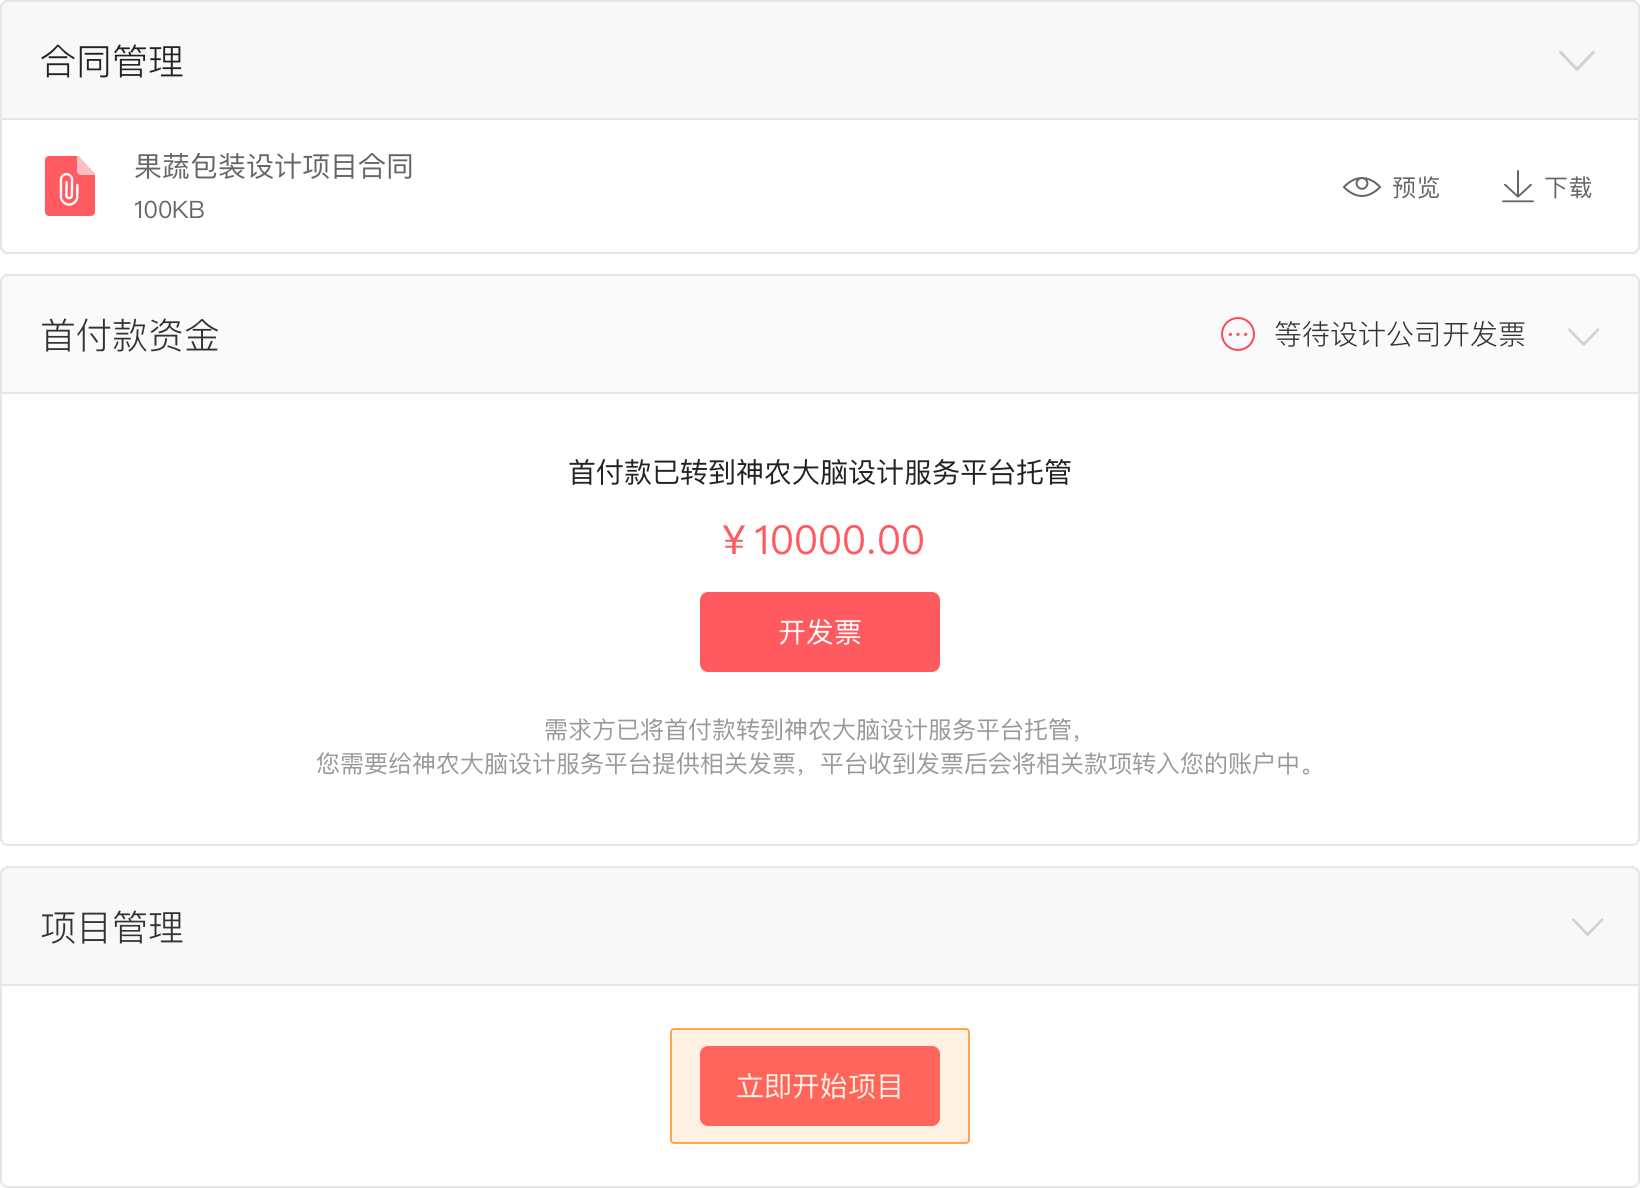 合同管理
果蔬包装设计项目合同
100KB
预览
下载
首付款资金
等待设计公司开发票
首付款已转到神农大脑设计服务平台托管
¥ 10000.00
开发票
需求方已将首付款转到神农大脑设计服务平台托管，
您需要给神农大脑设计服务平台提供相关发票，平台收到发票后会将相关款项转入您的账户中。
项目管理
立即开始项目